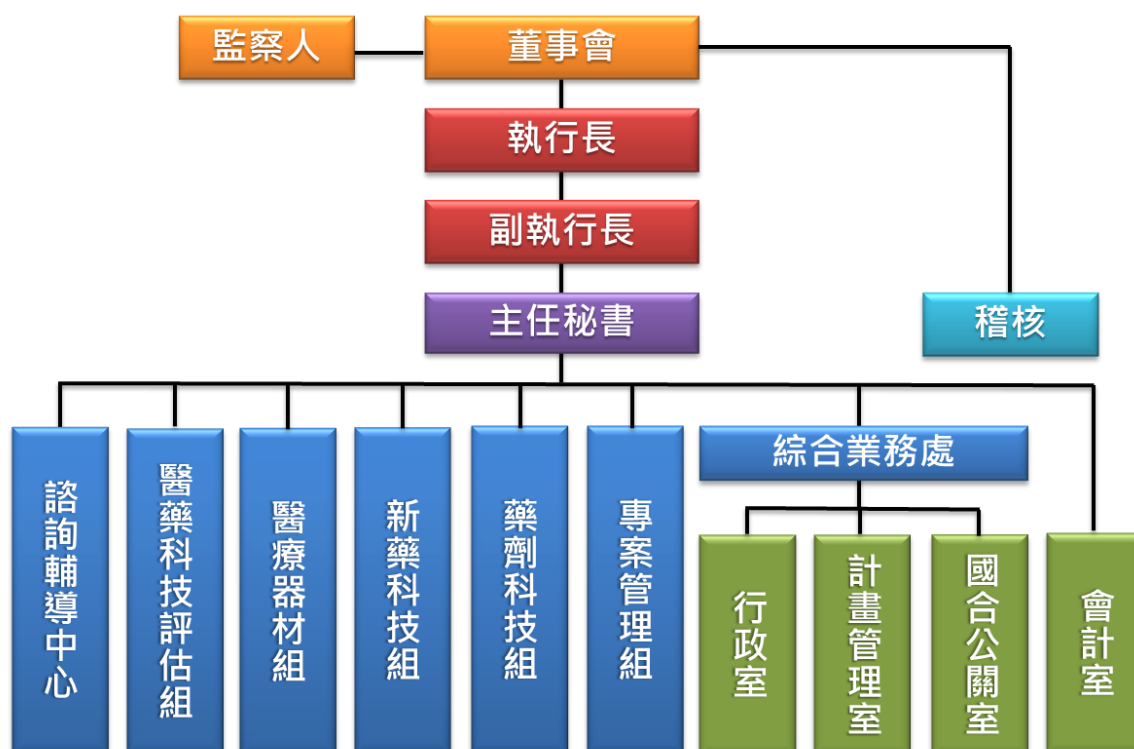 監察人
董事會
執行長
副執行長
主任秘書
稽核
諮詢輔導中心
醫藥科技評估組
醫療器材組
新藥科技組
藥劑科技組
專案管理組
綜合業務處
行政室
計畫管理室
國合公關室
會計室